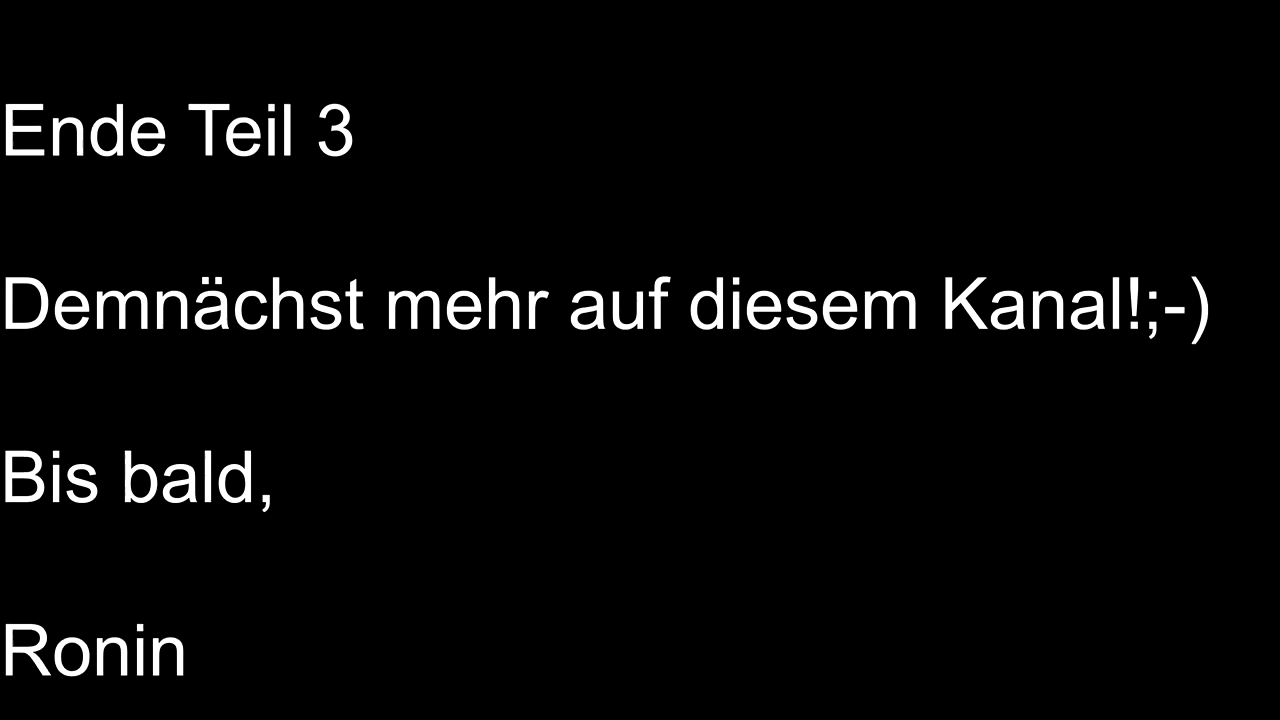 Ende Teil 3
Demnächst mehr auf diesem Kanal!;-)
Bis bald,
Ronin